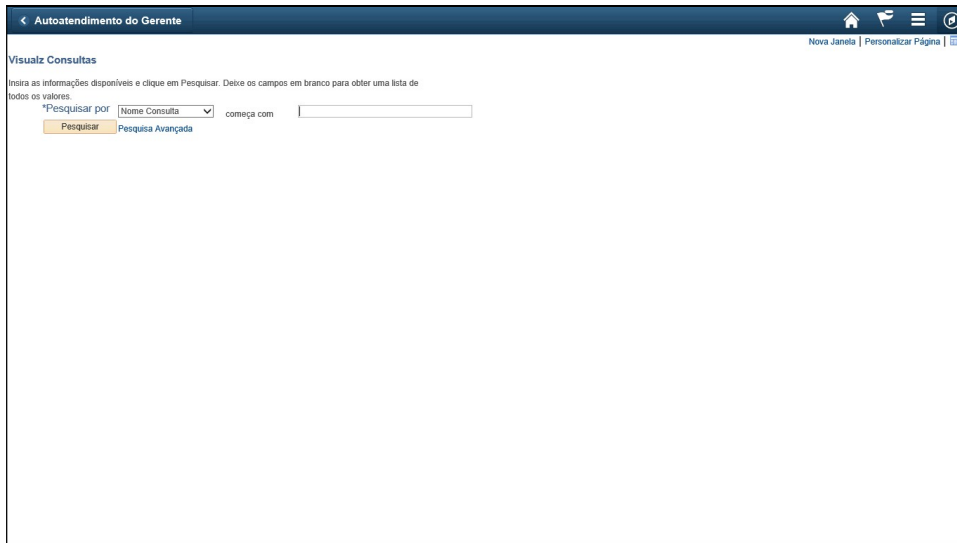 Autoatendimento do Gerente
Nova Janela | Personalizar Página |
Visualz Consultas
Insira as informações disponíveis e clique em Pesquisar. Deixe os campos em branco para obter uma lista de
todos os valores.
*Pesquisar por Nome Consulta começa com
Pesquisar Pesquisa Avançada